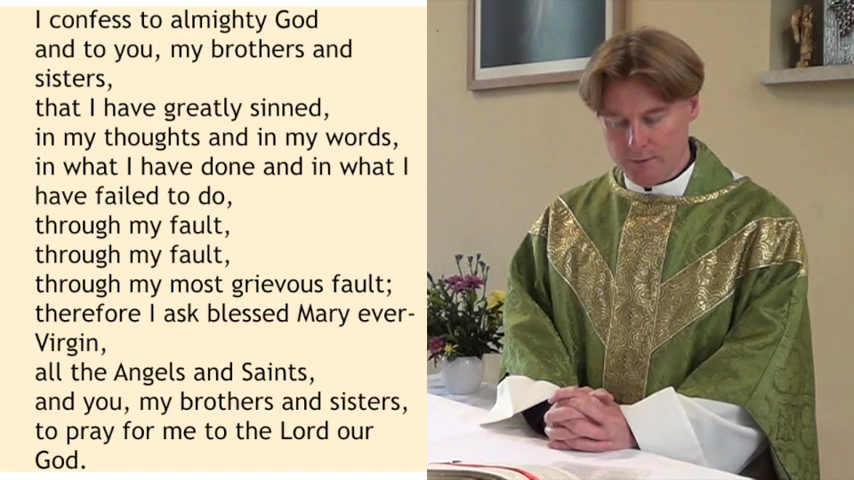 I confess to almighty God
and to you, my brothers and
sisters,
that I have greatly sinned,
in my thoughts and in my words,
in what I have done and in what I
have failed to do,
through my fault,
through my fault,
through my most grievous fault;
therefore I ask blessed Mary ever-
Virgin,
all the Angels and Saints,
and you, my brothers and sisters,
to pray for me to the Lord our
God.